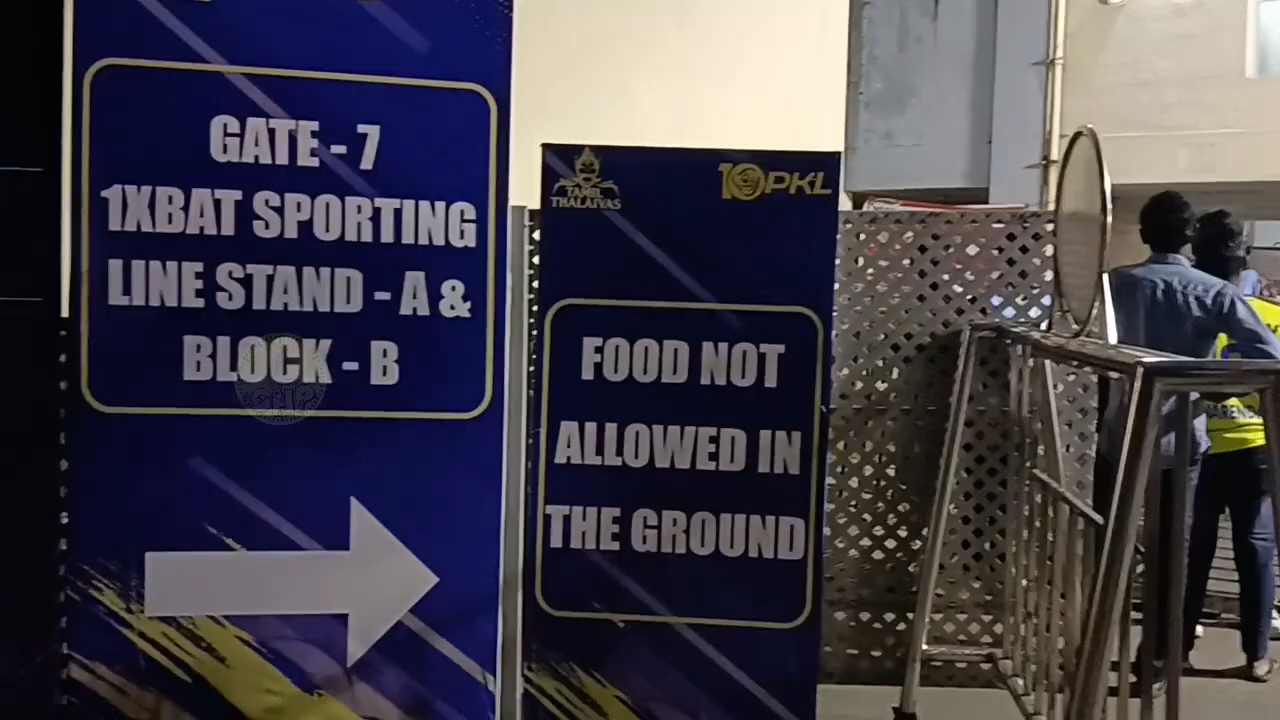 GATE - 7
1XBAT SPORTING
LINE STAND - A &
BLOCK - B
TAMIL
THALAIVAS
10 PKL
FOOD NOT
ALLOWED IN
THE GROUND